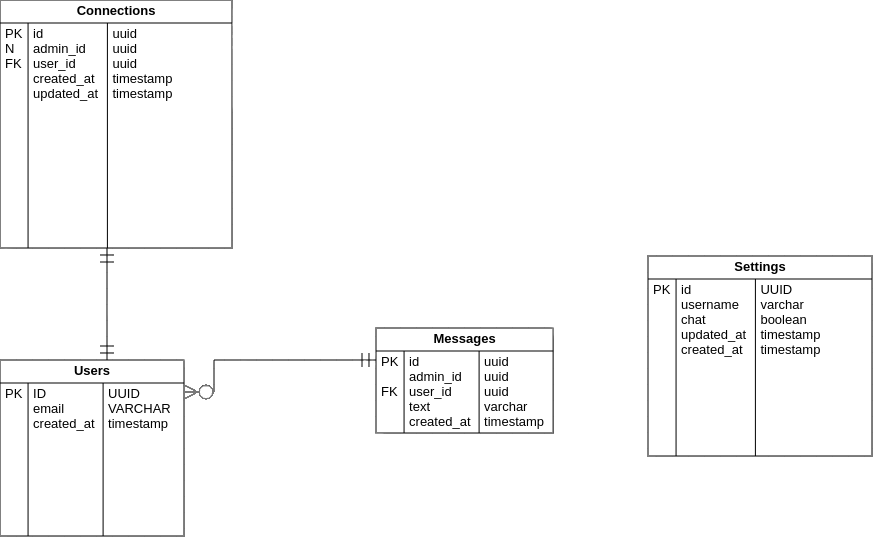 Connections
PK id uuid
N admin_id uuid
FK user_id uuid
created_at timestamp
updated_at timestamp
Users
PK ID UUID
email VARCHAR
created_at timestamp
Messages
PK id uuid
admin_id uuid
FK user_id uuid
text varchar
created_at timestamp
Settings
PK id UUID
username varchar
chat boolean
updated_at timestamp
created_at timestamp